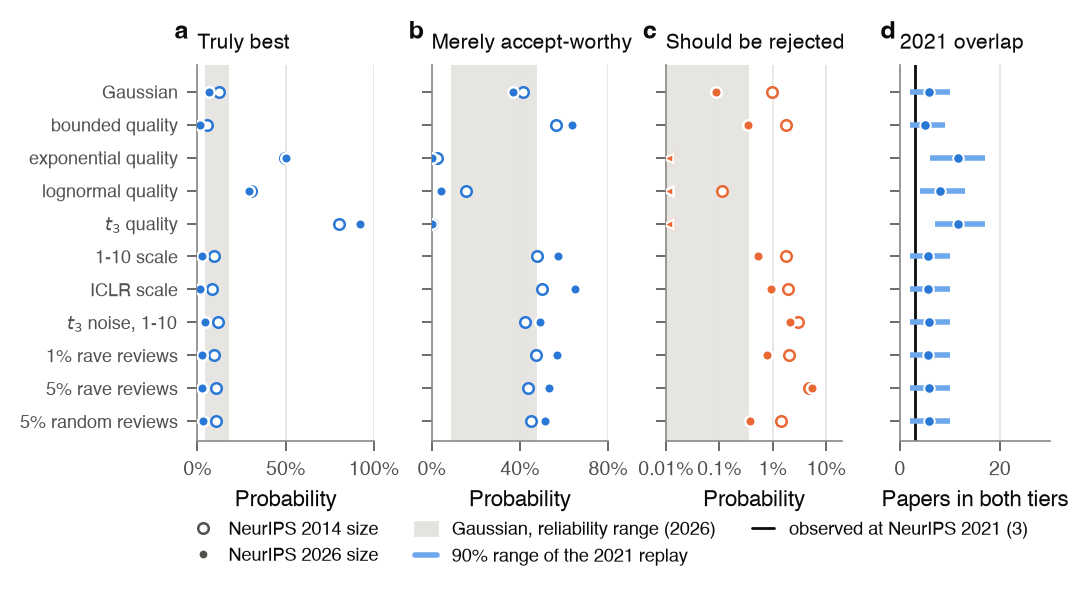 a Truly best
b Merely accept-worthy
c Should be rejected
d 2021 overlap
Gaussian
bounded quality
exponential quality
lognormal quality
t₃ quality
1-10 scale
ICLR scale
t₃ noise, 1-10
1% rave reviews
5% rave reviews
5% random reviews
0% 50% 100%
0% 40% 80%
0.01% 0.1% 1% 10%
0 20
Probability
Probability
Probability
Papers in both tiers
NeurIPS 2014 size
NeurIPS 2026 size
Gaussian, reliability range (2026)
90% range of the 2021 replay
observed at NeurIPS 2021 (3)